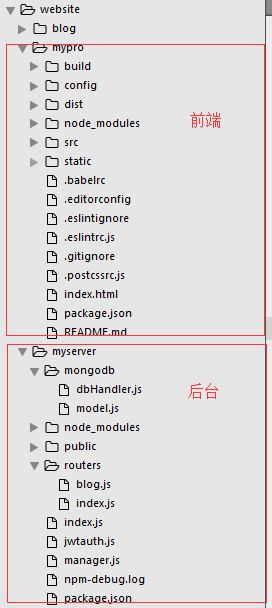 website
blog
mypro
build
config
dist
node_modules
src
static
.babelrc
.editorconfig
.eslintignore
.eslintrc.js
.gitignore
.postcssrc.js
index.html
package.json
README.md
前端
myserver
mongodb
dbHandler.js
model.js
node_modules
public
routers
blog.js
index.js
index.js
jwtauth.js
manager.js
npm-debug.log
package.json
后台